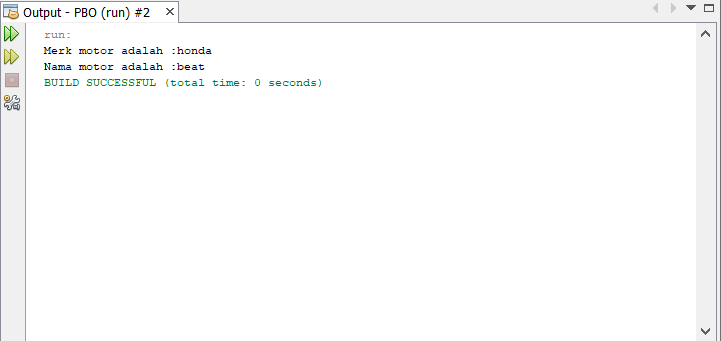 Output - PBO (run) #2
run:
Merk motor adalah :honda
Nama motor adalah :beat
BUILD SUCCESSFUL (total time: 0 seconds)